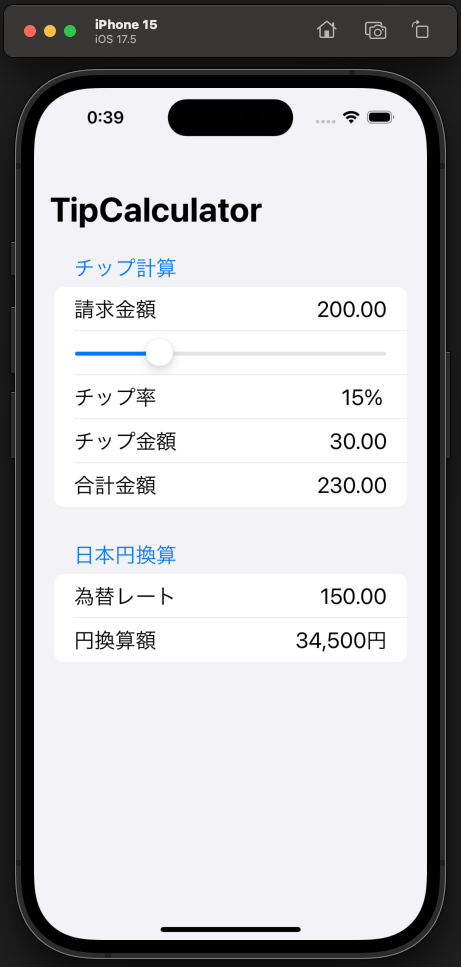 iPhone 15
iOS 17.5
0:39
TipCalculator
チップ計算
請求金額 200.00
チップ率 15%
チップ金額 30.00
合計金額 230.00
日本円換算
為替レート 150.00
円換算額 34,500円